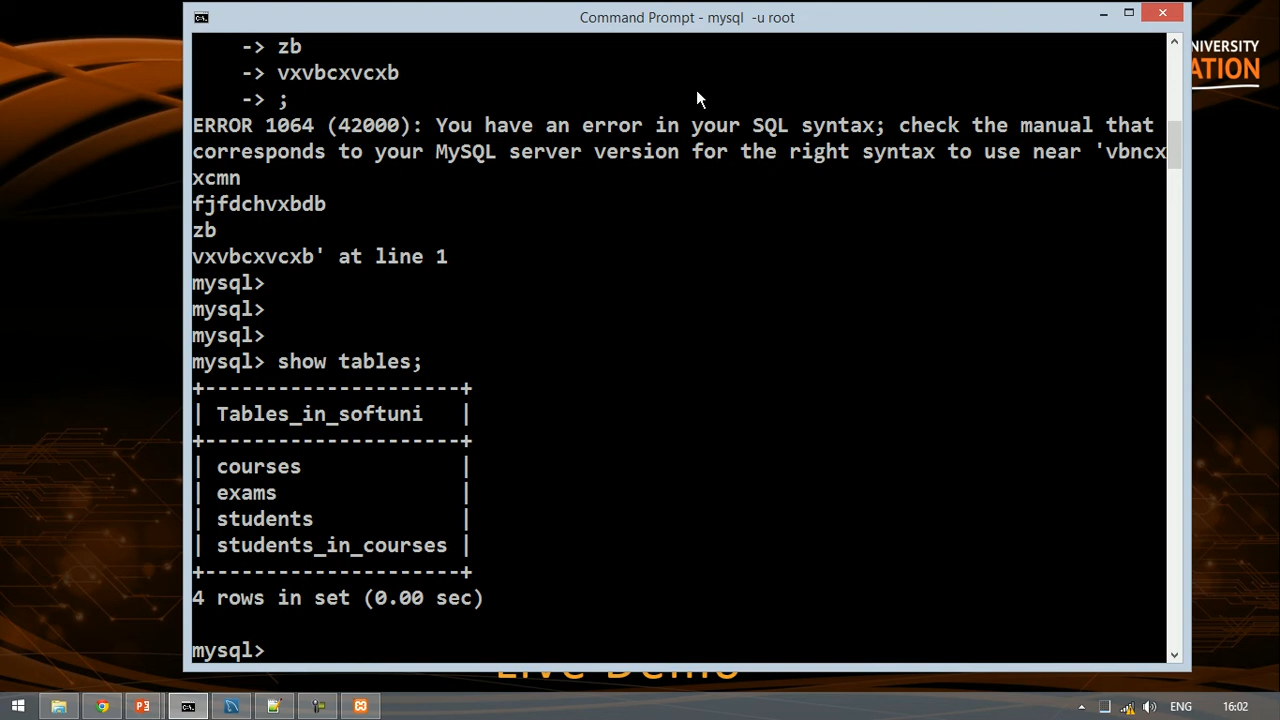 Command Prompt - mysql  -u root
    -> zb
    -> vxvbcxvcxb
    -> ;
ERROR 1064 (42000): You have an error in your SQL syntax; check the manual that
corresponds to your MySQL server version for the right syntax to use near 'vbncx
xcmn
fjfdchvxbdb
zb
vxvbcxvcxb' at line 1
mysql>
mysql>
mysql>
mysql> show tables;
+---------------------+
| Tables_in_softuni   |
+---------------------+
| courses             |
| exams               |
| students            |
| students_in_courses |
+---------------------+
4 rows in set (0.00 sec)
mysql>
NIVERSITY
ATION
Live Demo
ENG
16:02